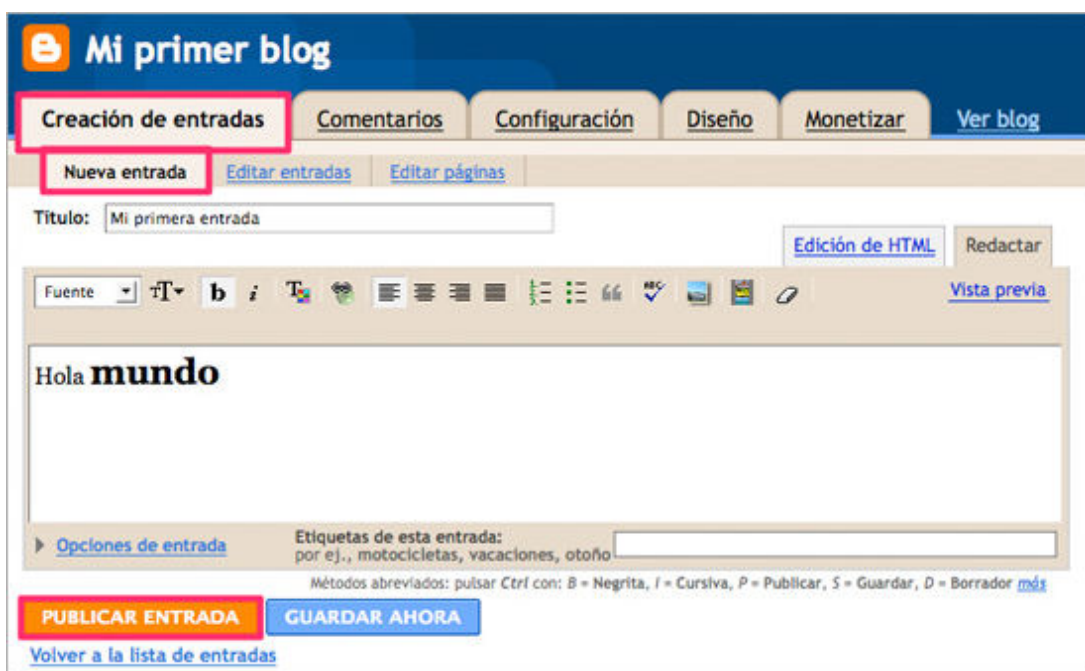 Mi primer blog
Creación de entradas Comentarios Configuración Diseño Monetizar Ver blog
Nueva entrada Editar entradas Editar páginas
Título: Mi primera entrada
Edición de HTML Redactar
Fuente b i ABC Vista previa
Hola mundo
Opciones de entrada
Etiquetas de esta entrada:
por ej., motocicletas, vacaciones, otoño
Métodos abreviados: pulsar Ctrl con: B = Negrita, I = Cursiva, P = Publicar, S = Guardar, D = Borrador más
PUBLICAR ENTRADA GUARDAR AHORA
Volver a la lista de entradas